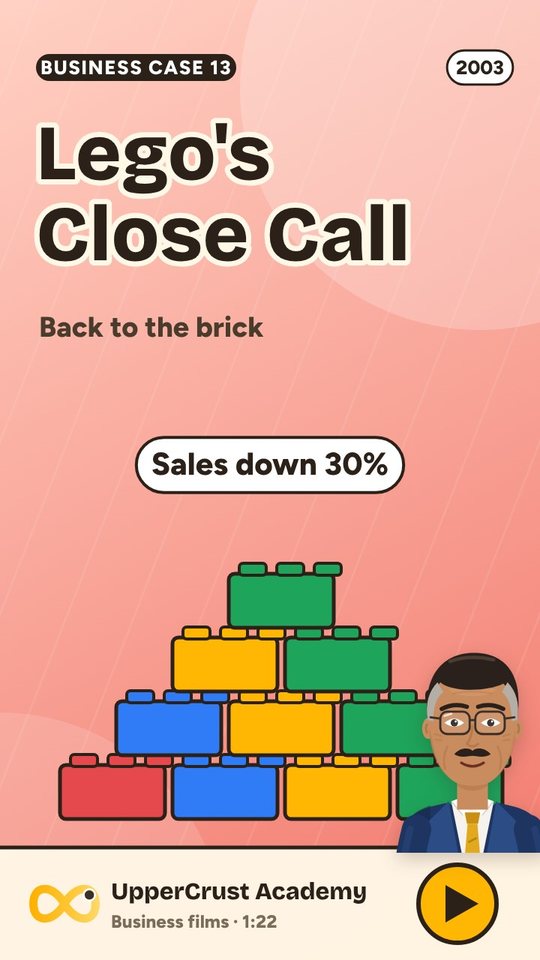 BUSINESS CASE 13
2003
Lego's
Close Call
Back to the brick
Sales down 30%
UpperCrust Academy
Business films · 1:22